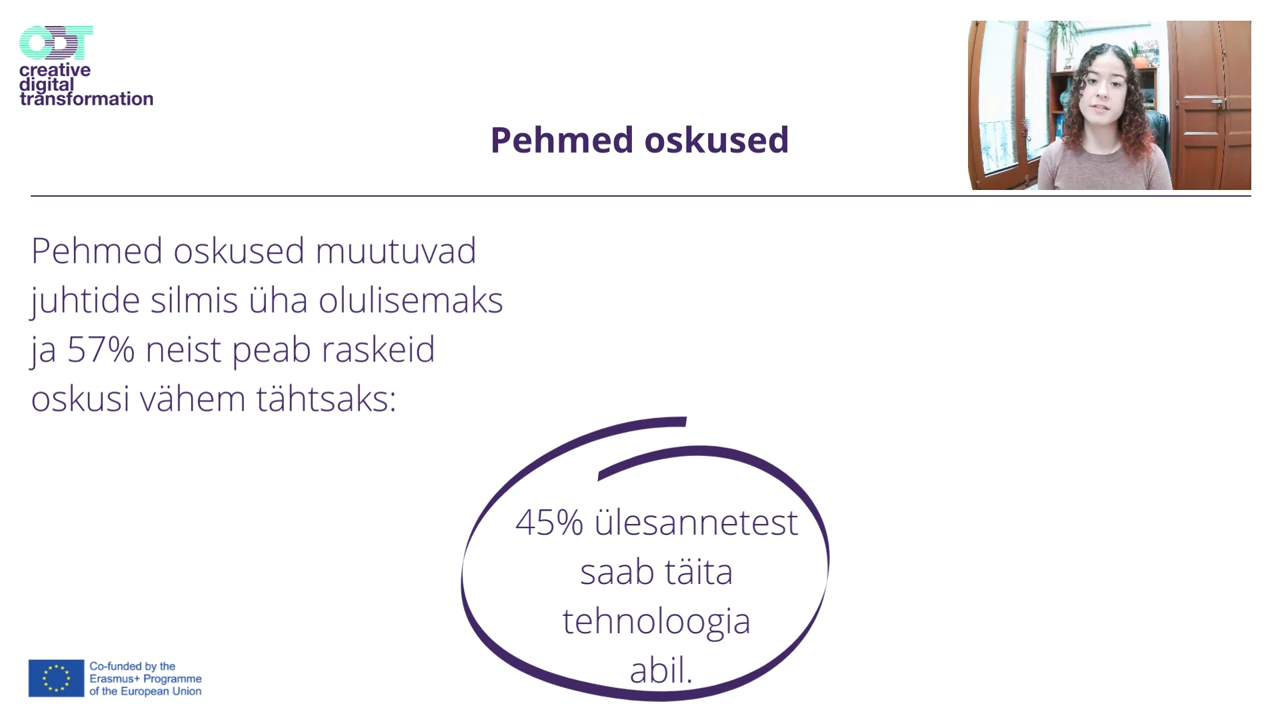 CDT
creative
digital
transformation
Pehmed oskused
Pehmed oskused muutuvad
juhtide silmis üha olulisemaks
ja 57% neist peab raskeid
oskusi vähem tähtsaks:
45% ülesannetest
saab täita
tehnoloogia
abil.
Co-funded by the
Erasmus+ Programme
of the European Union